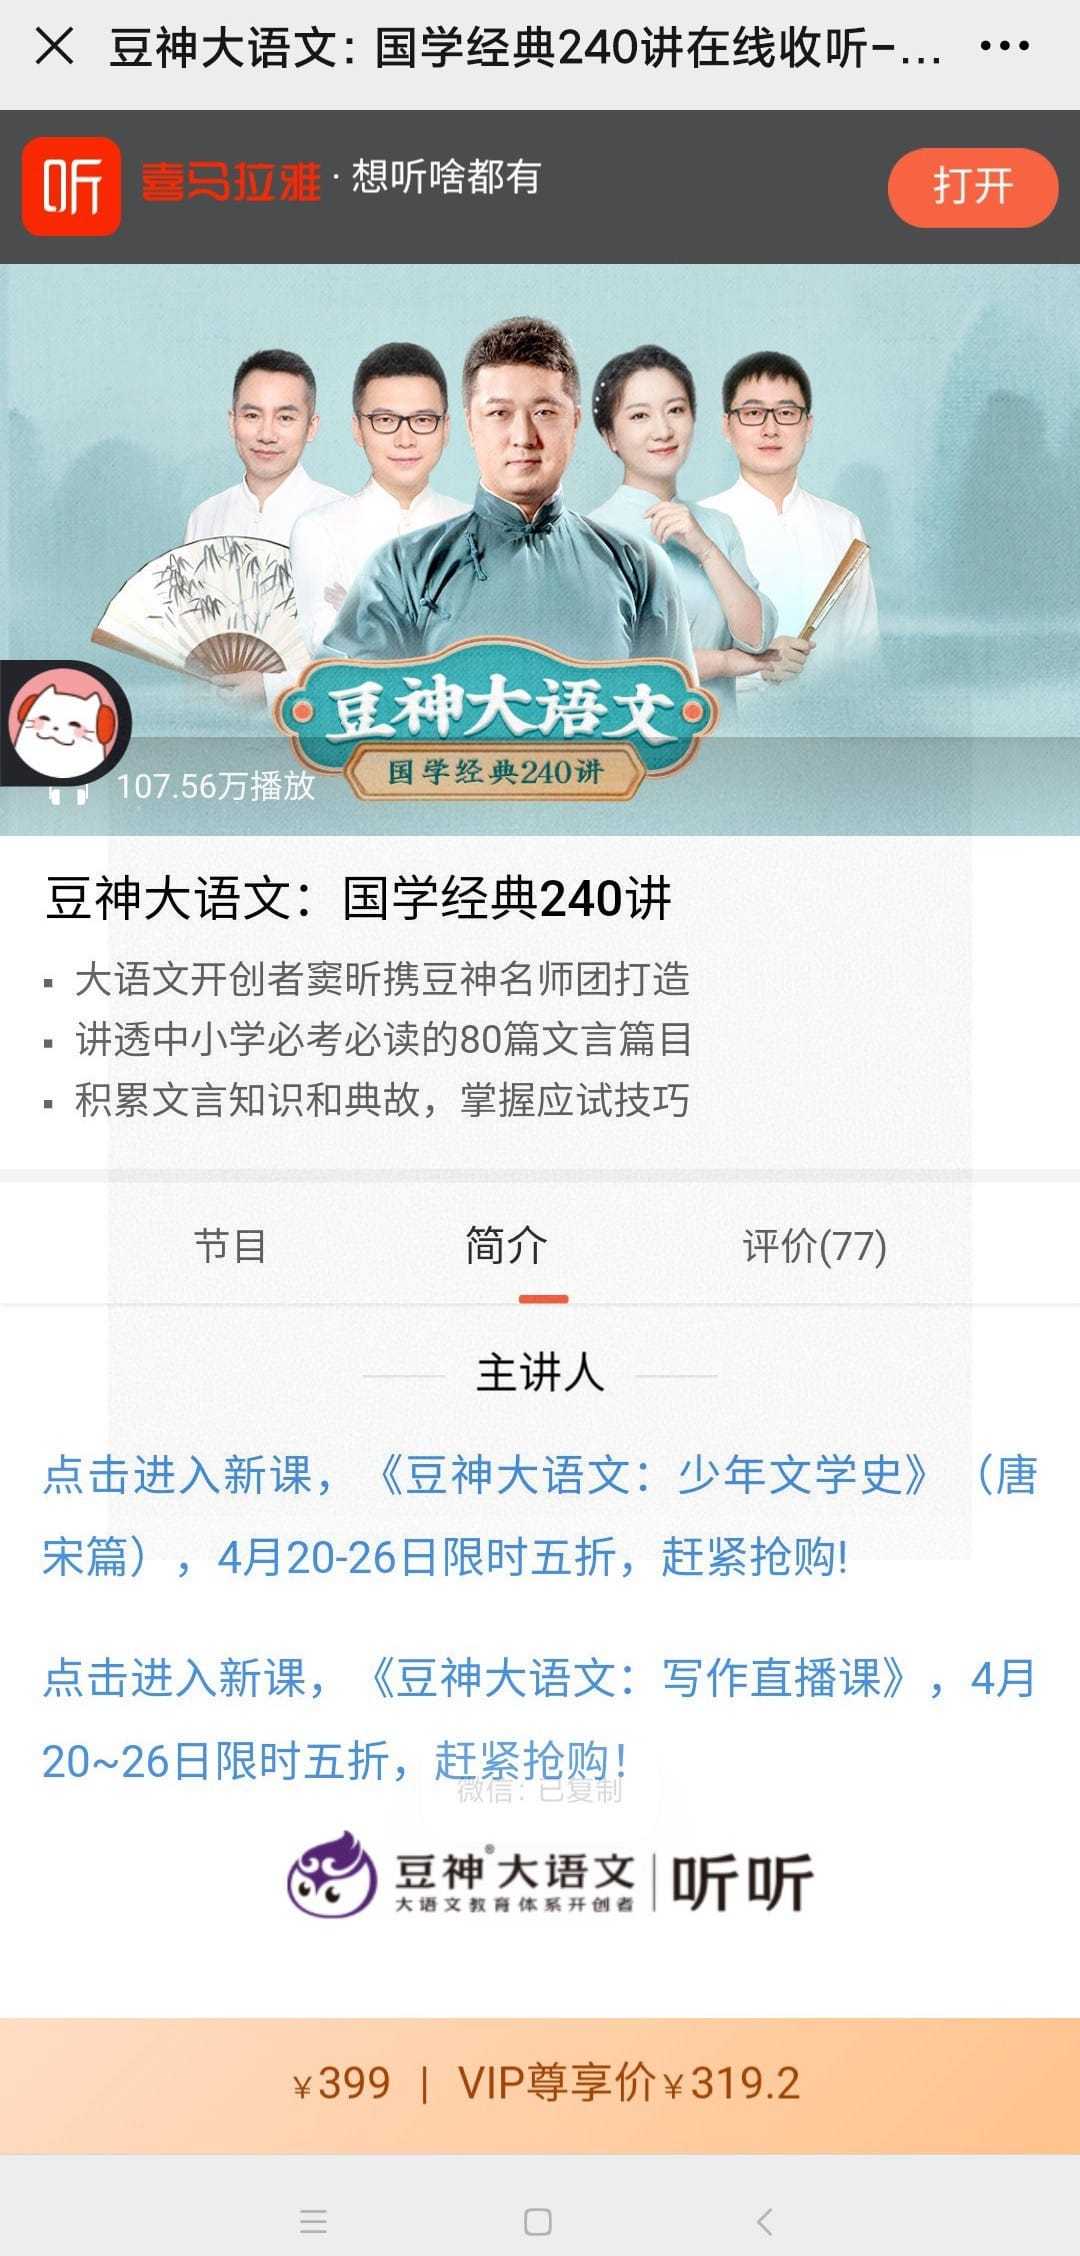 豆神大语文：国学经典240讲在线收听-...
听 喜马拉雅 · 想听啥都有
打开
豆神大语文
国学经典240讲
107.56万播放
豆神大语文：国学经典240讲
▪ 大语文开创者窦昕携豆神名师团打造
▪ 讲透中小学必考必读的80篇文言篇目
▪ 积累文言知识和典故，掌握应试技巧
节目 简介 评价(77)
主讲人
点击进入新课，《豆神大语文：少年文学史》（唐
宋篇），4月20-26日限时五折，赶紧抢购!
点击进入新课，《豆神大语文：写作直播课》，4月
20~26日限时五折，赶紧抢购！
微信：已复制
豆神®大语文 | 听听
大语文教育体系开创者
¥399 | VIP尊享价¥319.2